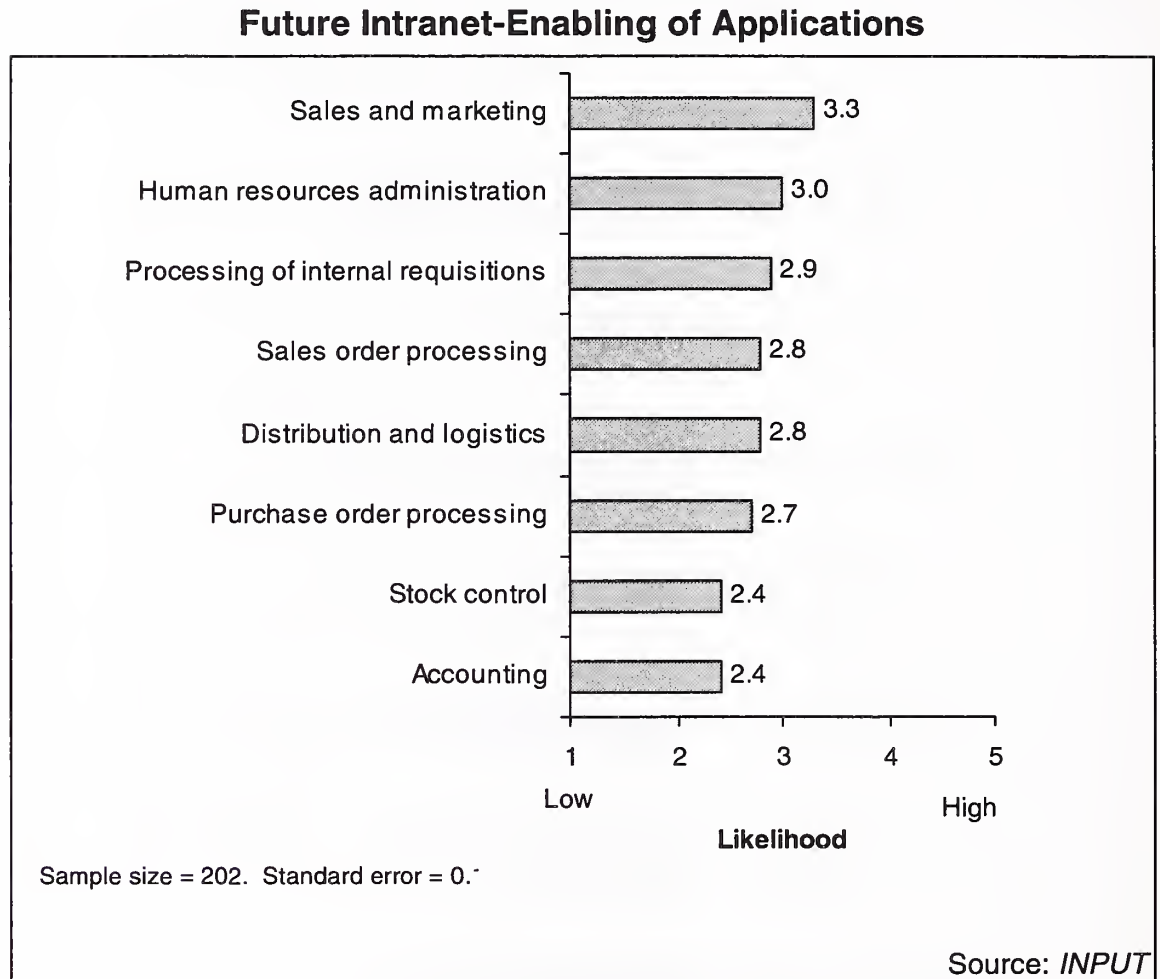 Future Intranet-Enabling of Applications
Sales and marketing 3.3
Human resources administration 3.0
Processing of internal requisitions 2.9
Sales order processing 2.8
Distribution and logistics 2.8
Purchase order processing 2.7
Stock control 2.4
Accounting 2.4
1 2 3 4 5
Low High
Likelihood
Sample size = 202. Standard error =
Source: INPUT